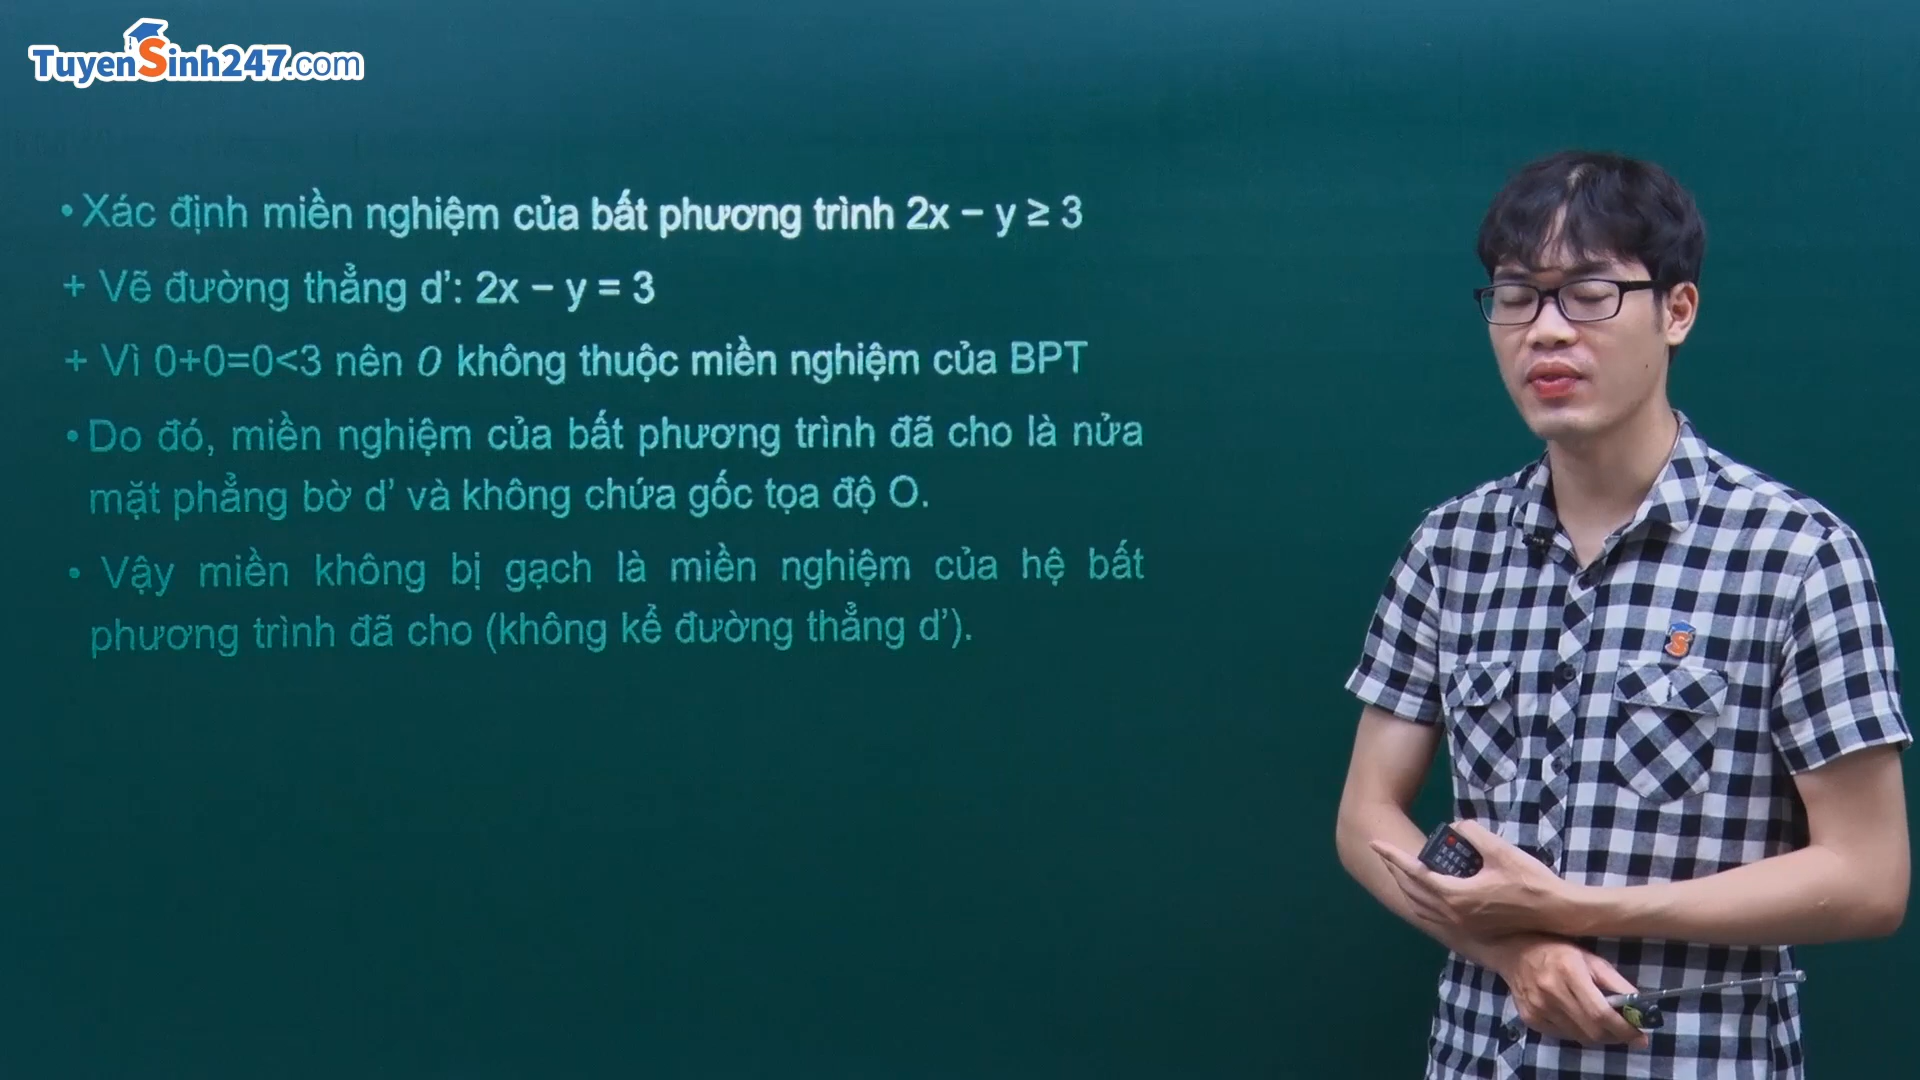 TuyenSinh247.com
• Xác định miền nghiệm của bất phương trình 2x − y ≥ 3
+ Vẽ đường thẳng d’: 2x − y = 3
+ Vì 0+0=0<3 nên O không thuộc miền nghiệm của BPT
• Do đó, miền nghiệm của bất phương trình đã cho là nửa
mặt phẳng bờ d’ và không chứa gốc tọa độ O.
• Vậy miền không bị gạch là miền nghiệm của hệ bất
phương trình đã cho (không kể đường thẳng d’).
S